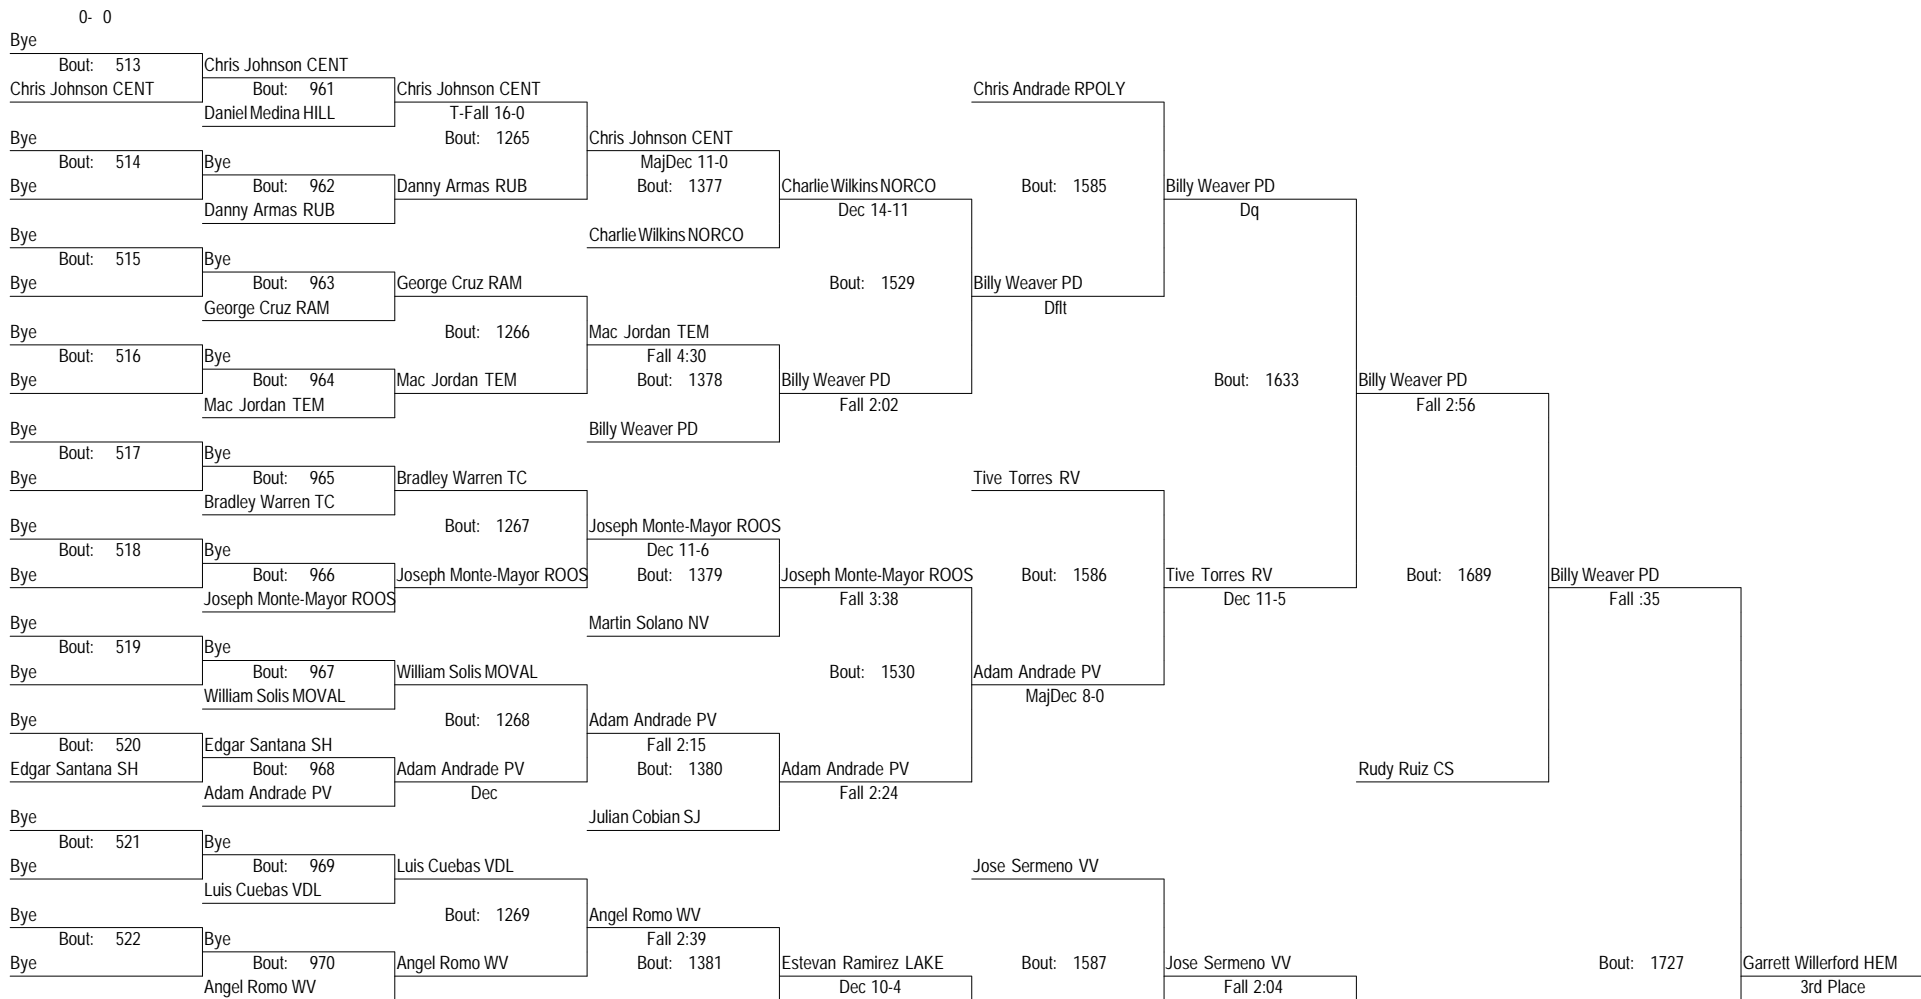 0- 0
Bye
Bout: 513 Chris Johnson CENT
Chris Johnson CENT Bout: 961 Chris Johnson CENT Chris Andrade RPOLY
Daniel Medina HILL T-Fall 16-0
Bye Bout: 1265 Chris Johnson CENT
Bout: 514 Bye MajDec 11-0
Bye Bout: 962 Danny Armas RUB Bout: 1377 Charlie Wilkins NORCO Bout: 1585 Billy Weaver PD
Danny Armas RUB Dec 14-11 Dq
Bye Charlie Wilkins NORCO
Bout: 515 Bye
Bye Bout: 963 George Cruz RAM Bout: 1529 Billy Weaver PD
George Cruz RAM Dflt
Bye Bout: 1266 Mac Jordan TEM
Bout: 516 Bye Fall 4:30
Bye Bout: 964 Mac Jordan TEM Bout: 1378 Billy Weaver PD Bout: 1633 Billy Weaver PD
Mac Jordan TEM Fall 2:02 Fall 2:56
Bye Billy Weaver PD
Bout: 517 Bye
Bye Bout: 965 Bradley Warren TC Tive Torres RV
Bradley Warren TC
Bye Bout: 1267 Joseph Monte-Mayor ROOS
Bout: 518 Bye Dec 11-6
Bye Bout: 966 Joseph Monte-Mayor ROOS Bout: 1379 Joseph Monte-Mayor ROOS Bout: 1586 Tive Torres RV Bout: 1689 Billy Weaver PD
Joseph Monte-Mayor ROOS Fall 3:38 Dec 11-5 Fall :35
Bye Martin Solano NV
Bout: 519 Bye
Bye Bout: 967 William Solis MOVAL Bout: 1530 Adam Andrade PV
William Solis MOVAL MajDec 8-0
Bye Bout: 1268 Adam Andrade PV
Bout: 520 Edgar Santana SH Fall 2:15
Edgar Santana SH Bout: 968 Adam Andrade PV Bout: 1380 Adam Andrade PV Rudy Ruiz CS
Adam Andrade PV Dec Fall 2:24
Bye Julian Cobian SJ
Bout: 521 Bye
Bye Bout: 969 Luis Cuebas VDL Jose Sermeno VV
Luis Cuebas VDL
Bye Bout: 1269 Angel Romo WV
Bout: 522 Bye Fall 2:39
Bye Bout: 970 Angel Romo WV Bout: 1381 Estevan Ramirez LAKE Bout: 1587 Jose Sermeno VV Bout: 1727 Garrett Willerford HEM
Angel Romo WV Dec 10-4 Fall 2:04 3rd Place